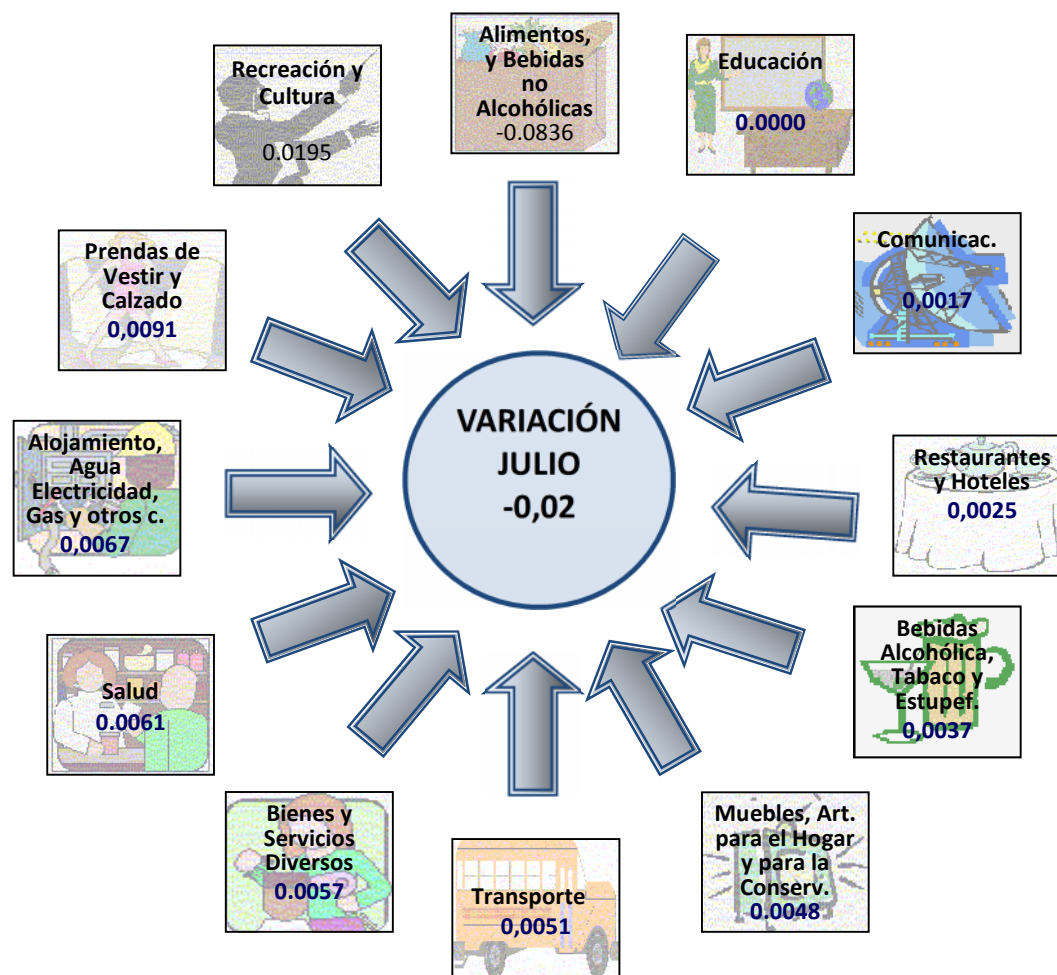 Alimentos,
y Bebidas
no
Alcohólicas
-0.0836
Educación
0.0000
Recreación y
Cultura
0.0195
Comunicac.
0,0017
Prendas de
Vestir y
Calzado
0,0091
VARIACIÓN
JULIO
-0,02
Restaurantes
y Hoteles
0,0025
Alojamiento,
Agua
Electricidad,
Gas y otros c.
0,0067
Bebidas
Alcohólica,
Tabaco y
Estupef.
0,0037
Salud
0.0061
Bienes y
Servicios
Diversos
0.0057
Transporte
0,0051
Muebles, Art.
para el Hogar
y para la
Conserv.
0.0048